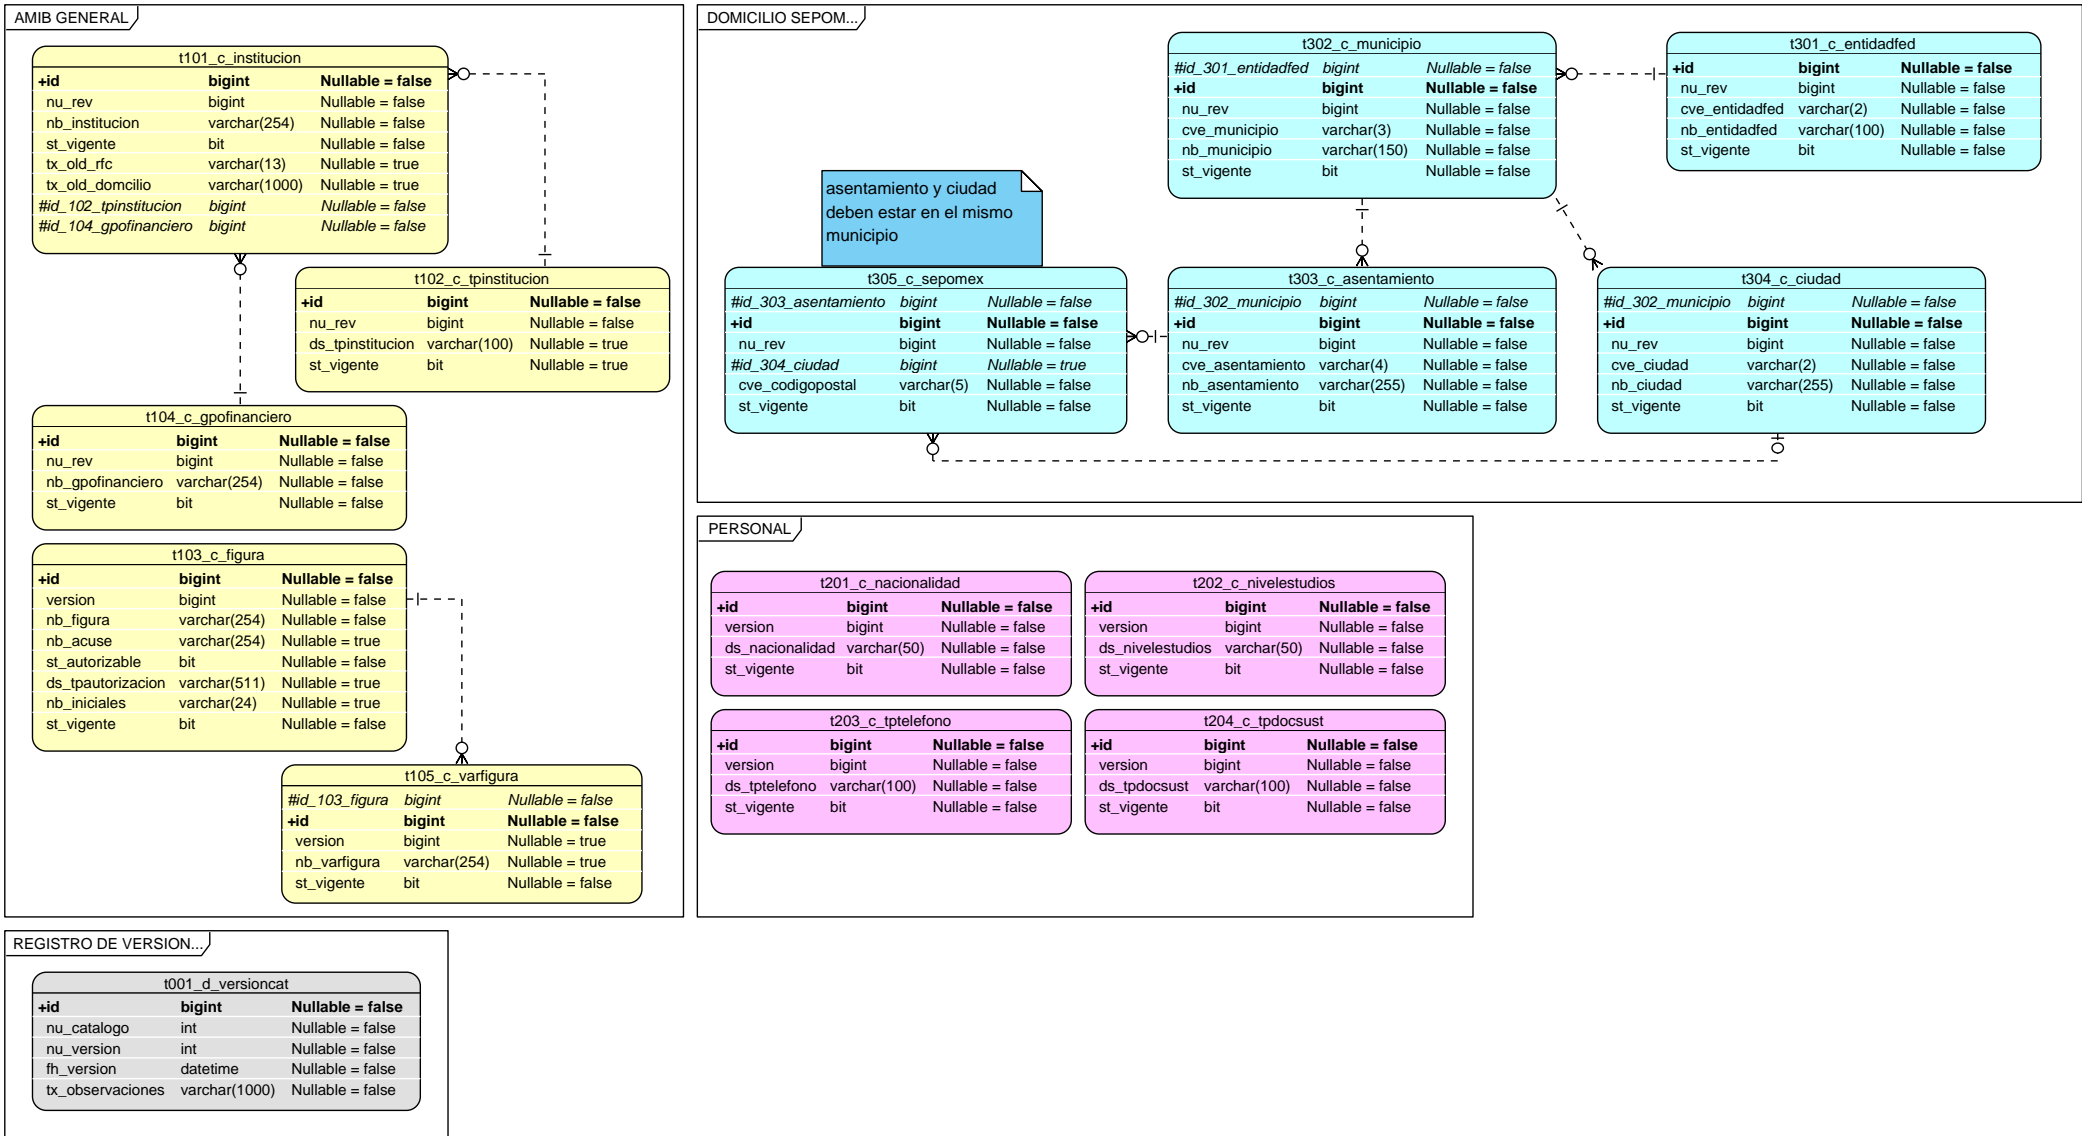 AMIB GENERAL
t101_c_institucion
+id bigint Nullable = false
nu_rev bigint Nullable = false
nb_institucion varchar(254) Nullable = false
st_vigente bit Nullable = false
tx_old_rfc varchar(13) Nullable = true
tx_old_domcilio varchar(1000) Nullable = true
#id_102_tpinstitucion bigint Nullable = false
#id_104_gpofinanciero bigint Nullable = false
t102_c_tpinstitucion
+id bigint Nullable = false
nu_rev bigint Nullable = false
ds_tpinstitucion varchar(100) Nullable = true
st_vigente bit Nullable = true
t104_c_gpofinanciero
+id bigint Nullable = false
nu_rev bigint Nullable = false
nb_gpofinanciero varchar(254) Nullable = false
st_vigente bit Nullable = false
t103_c_figura
+id bigint Nullable = false
version bigint Nullable = false
nb_figura varchar(254) Nullable = false
nb_acuse varchar(254) Nullable = true
st_autorizable bit Nullable = false
ds_tpautorizacion varchar(511) Nullable = true
nb_iniciales varchar(24) Nullable = true
st_vigente bit Nullable = false
t105_c_varfigura
#id_103_figura bigint Nullable = false
+id bigint Nullable = false
version bigint Nullable = true
nb_varfigura varchar(254) Nullable = true
st_vigente bit Nullable = false
DOMICILIO SEPOM...
t302_c_municipio
#id_301_entidadfed bigint Nullable = false
+id bigint Nullable = false
nu_rev bigint Nullable = false
cve_municipio varchar(3) Nullable = false
nb_municipio varchar(150) Nullable = false
st_vigente bit Nullable = false
t301_c_entidadfed
+id bigint Nullable = false
nu_rev bigint Nullable = false
cve_entidadfed varchar(2) Nullable = false
nb_entidadfed varchar(100) Nullable = false
st_vigente bit Nullable = false
asentamiento y ciudad
deben estar en el mismo
municipio
t305_c_sepomex
#id_303_asentamiento bigint Nullable = false
+id bigint Nullable = false
nu_rev bigint Nullable = false
#id_304_ciudad bigint Nullable = true
cve_codigopostal varchar(5) Nullable = false
st_vigente bit Nullable = false
t303_c_asentamiento
#id_302_municipio bigint Nullable = false
+id bigint Nullable = false
nu_rev bigint Nullable = false
cve_asentamiento varchar(4) Nullable = false
nb_asentamiento varchar(255) Nullable = false
st_vigente bit Nullable = false
t304_c_ciudad
#id_302_municipio bigint Nullable = false
+id bigint Nullable = false
nu_rev bigint Nullable = false
cve_ciudad varchar(2) Nullable = false
nb_ciudad varchar(255) Nullable = false
st_vigente bit Nullable = false
PERSONAL
t201_c_nacionalidad
+id bigint Nullable = false
version bigint Nullable = false
ds_nacionalidad varchar(50) Nullable = false
st_vigente bit Nullable = false
t202_c_nivelestudios
+id bigint Nullable = false
version bigint Nullable = false
ds_nivelestudios varchar(50) Nullable = false
st_vigente bit Nullable = false
t203_c_tptelefono
+id bigint Nullable = false
version bigint Nullable = false
ds_tptelefono varchar(100) Nullable = false
st_vigente bit Nullable = false
t204_c_tpdocsust
+id bigint Nullable = false
version bigint Nullable = false
ds_tpdocsust varchar(100) Nullable = false
st_vigente bit Nullable = false
REGISTRO DE VERSION...
t001_d_versioncat
+id bigint Nullable = false
nu_catalogo int Nullable = false
nu_version int Nullable = false
fh_version datetime Nullable = false
tx_observaciones varchar(1000) Nullable = false